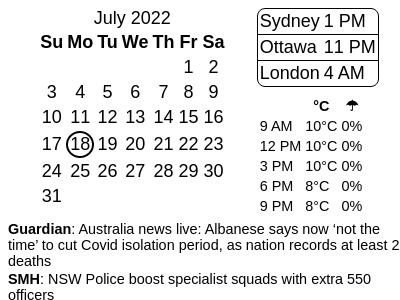 July 2022
Su Mo Tu We Th Fr Sa
1 2
3 4 5 6 7 8 9
10 11 12 13 14 15 16
17 18 19 20 21 22 23
24 25 26 27 28 29 30
31
Sydney 1 PM
Ottawa 11 PM
London 4 AM
°C ☂
9 AM 10°C 0%
12 PM 10°C 0%
3 PM 10°C 0%
6 PM 8°C 0%
9 PM 8°C 0%
Guardian: Australia news live: Albanese says now ‘not the
time’ to cut Covid isolation period, as nation records at least 2
deaths
SMH: NSW Police boost specialist squads with extra 550
officers